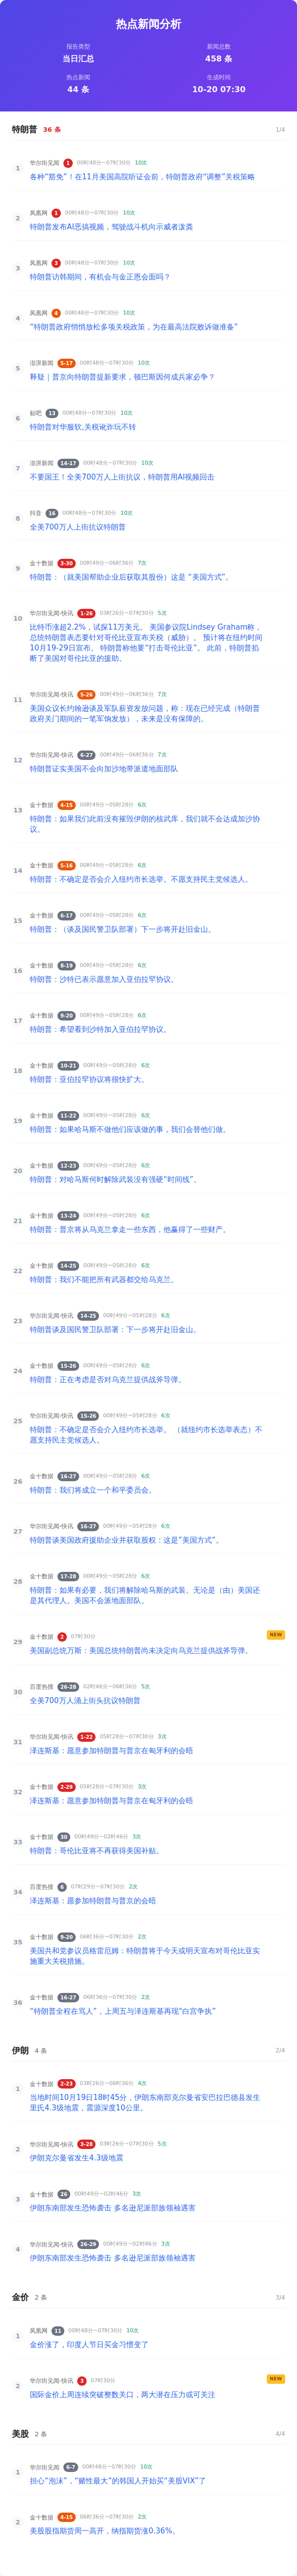 热点新闻分析
报告类型
当日汇总
新闻总数
458 条
热点新闻
44 条
生成时间
10-20 07:30
特朗普 36 条 1/4
1 华尔街见闻 1 00时48分~07时30分 10次
各种“豁免”！在11月美国高院听证会前，特朗普政府“调整”关税策略
2 凤凰网 1 00时48分~07时30分 10次
特朗普发布AI恶搞视频，驾驶战斗机向示威者泼粪
3 凤凰网 3 00时48分~07时30分 10次
特朗普访韩期间，有机会与金正恩会面吗？
4 凤凰网 4 00时48分~07时30分 10次
“特朗普政府悄悄放松多项关税政策，为在最高法院败诉做准备”
5 澎湃新闻 5-17 00时48分~07时30分 10次
释疑｜普京向特朗普提新要求，顿巴斯因何成兵家必争？
6 贴吧 13 00时48分~07时30分 10次
特朗普对华服软,关税讹诈玩不转
7 澎湃新闻 14-17 00时48分~07时30分 10次
不要国王！全美700万人上街抗议，特朗普用AI视频回击
8 抖音 16 00时48分~07时30分 10次
全美700万人上街抗议特朗普
9 金十数据 3-30 00时49分~06时36分 7次
特朗普：（就美国帮助企业后获取其股份）这是 “美国方式”。
10 华尔街见闻-快讯 1-26 03时26分~07时30分 5次
比特币涨超2.2%，试探11万美元。 美国参议院Lindsey Graham称，
总统特朗普表态要针对哥伦比亚宣布关税（威胁）。 预计将在纽约时间
10月19-29日宣布。 特朗普称他要“打击哥伦比亚”。 此前，特朗普掐
断了美国对哥伦比亚的援助。
11 华尔街见闻-快讯 5-26 00时49分~06时36分 7次
美国众议长约翰逊谈及军队薪资发放问题，称：现在已经完成（特朗普
政府关门期间的一笔军饷发放），未来是没有保障的。
12 华尔街见闻-快讯 6-27 00时49分~06时36分 7次
特朗普证实美国不会向加沙地带派遣地面部队
13 金十数据 4-15 00时49分~05时28分 6次
特朗普：如果我们此前没有摧毁伊朗的核武库，我们就不会达成加沙协
议。
14 金十数据 5-16 00时49分~05时28分 6次
特朗普：不确定是否会介入纽约市长选举。不愿支持民主党候选人。
15 金十数据 6-17 00时49分~05时28分 6次
特朗普：（谈及国民警卫队部署）下一步将开赴旧金山。
16 金十数据 8-19 00时49分~05时28分 6次
特朗普：沙特已表示愿意加入亚伯拉罕协议。
17 金十数据 9-20 00时49分~05时28分 6次
特朗普：希望看到沙特加入亚伯拉罕协议。
18 金十数据 10-21 00时49分~05时28分 6次
特朗普：亚伯拉罕协议将很快扩大。
19 金十数据 11-22 00时49分~05时28分 6次
特朗普：如果哈马斯不做他们应该做的事，我们会替他们做。
20 金十数据 12-23 00时49分~05时28分 6次
特朗普：对哈马斯何时解除武装没有强硬“时间线”。
21 金十数据 13-24 00时49分~05时28分 6次
特朗普：普京将从乌克兰拿走一些东西，他赢得了一些财产。
22 金十数据 14-25 00时49分~05时28分 6次
特朗普：我们不能把所有武器都交给乌克兰。
23 华尔街见闻-快讯 14-25 00时49分~05时28分 6次
特朗普谈及国民警卫队部署：下一步将开赴旧金山。
24 金十数据 15-26 00时49分~05时28分 6次
特朗普：正在考虑是否对乌克兰提供战斧导弹。
25 华尔街见闻-快讯 15-26 00时49分~05时28分 6次
特朗普：不确定是否会介入纽约市长选举。 （就纽约市长选举表态）不
愿支持民主党候选人。
26 金十数据 16-27 00时49分~05时28分 6次
特朗普：我们将成立一个和平委员会。
27 华尔街见闻-快讯 16-27 00时49分~05时28分 6次
特朗普谈美国政府援助企业并获取股权：这是“美国方式”。
28 金十数据 17-28 00时49分~05时28分 6次
特朗普：如果有必要，我们将解除哈马斯的武装。无论是（由）美国还
是其代理人。美国不会派地面部队。
29 金十数据 2 07时30分 NEW
美国副总统万斯：美国总统特朗普尚未决定向乌克兰提供战斧导弹。
30 百度热搜 26-28 02时46分~06时36分 5次
全美700万人涌上街头抗议特朗普
31 华尔街见闻-快讯 1-22 05时28分~07时30分 3次
泽连斯基：愿意参加特朗普与普京在匈牙利的会晤
32 金十数据 2-29 05时28分~07时30分 3次
泽连斯基：愿意参加特朗普与普京在匈牙利的会晤
33 金十数据 30 00时49分~02时46分 3次
特朗普：哥伦比亚将不再获得美国补贴。
34 百度热搜 6 07时29分~07时30分 2次
泽连斯基：愿参加特朗普与普京的会晤
35 金十数据 9-20 06时36分~07时30分 2次
美国共和党参议员格雷厄姆：特朗普将于今天或明天宣布对哥伦比亚实
施重大关税措施。
36 金十数据 16-27 06时36分~07时30分 2次
“特朗普全程在骂人”，上周五与泽连斯基再现“白宫争执”
伊朗 4 条 2/4
1 金十数据 2-23 03时26分~06时36分 4次
当地时间10月19日18时45分，伊朗东南部克尔曼省安巴拉巴德县发生
里氏4.3级地震，震源深度10公里。
2 华尔街见闻-快讯 3-28 03时26分~07时30分 5次
伊朗克尔曼省发生4.3级地震
3 金十数据 26 00时49分~02时46分 3次
伊朗东南部发生恐怖袭击 多名逊尼派部族领袖遇害
4 华尔街见闻-快讯 26-29 00时49分~02时46分 3次
伊朗东南部发生恐怖袭击 多名逊尼派部族领袖遇害
金价 2 条 3/4
1 凤凰网 11 00时48分~07时30分 10次
金价涨了，印度人节日买金习惯变了
2 华尔街见闻-快讯 3 07时30分 NEW
国际金价上周连续突破整数关口，两大潜在压力或可关注
美股 2 条 4/4
1 华尔街见闻 6-7 00时48分~07时30分 10次
担心“泡沫”，“赌性最大”的韩国人开始买“美股VIX”了
2 金十数据 4-15 06时36分~07时30分 2次
美股股指期货周一高开，纳指期货涨0.36%。